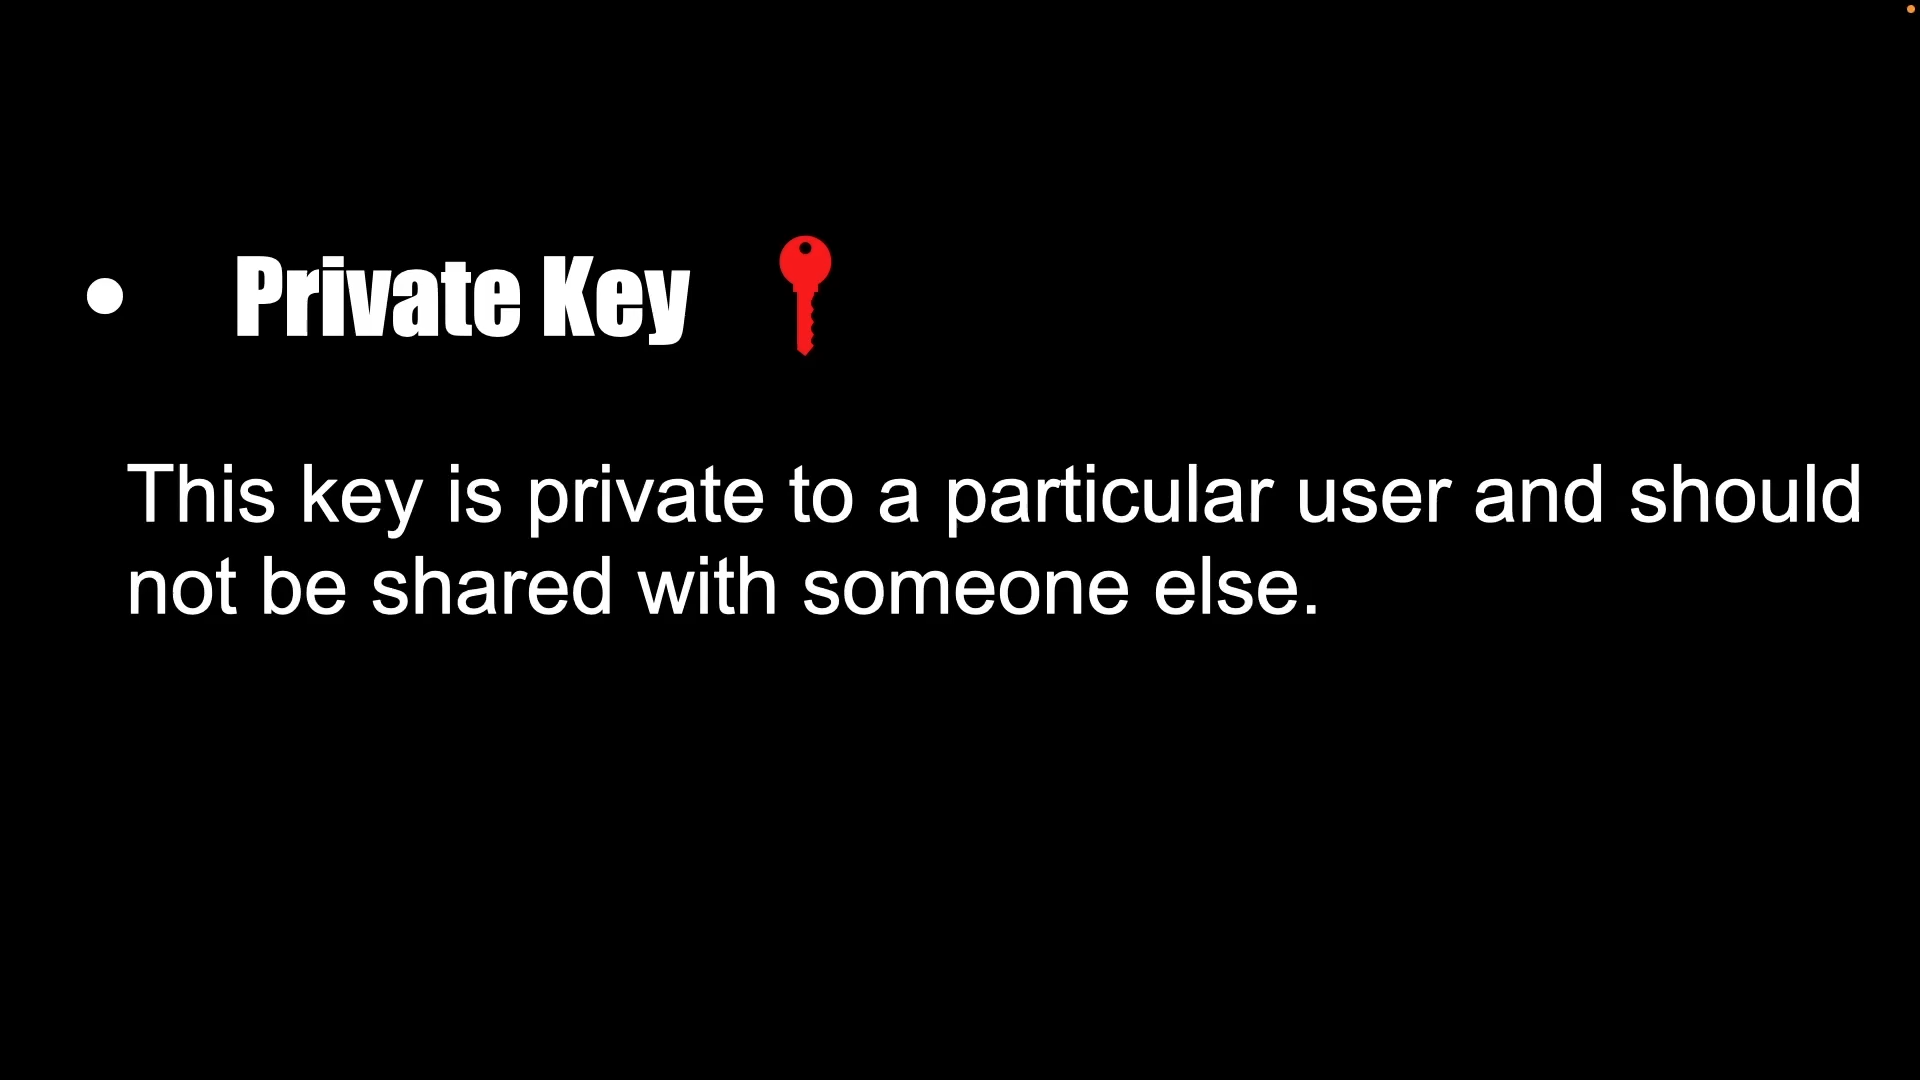 • Private Key
This key is private to a particular user and should
not be shared with someone else.